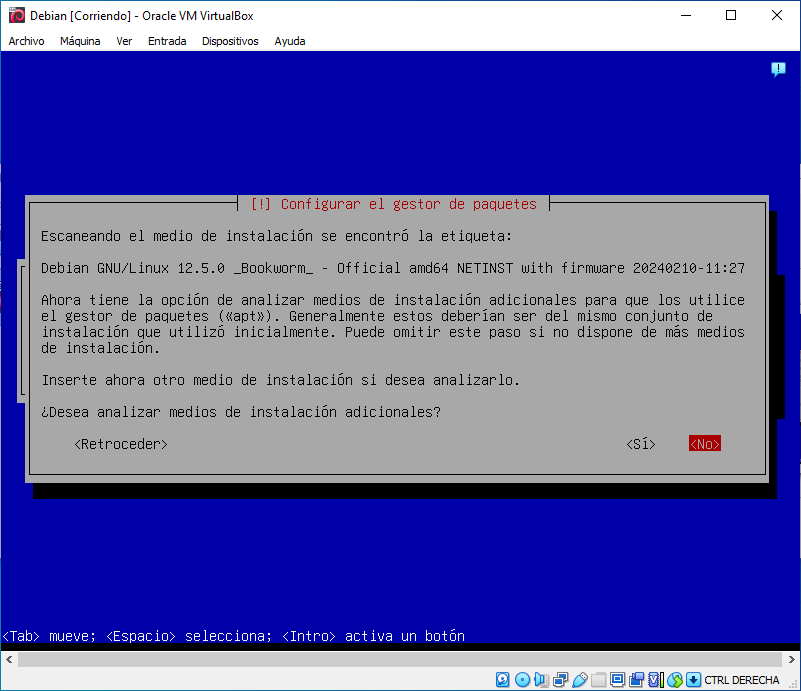 Debian [Corriendo] - Oracle VM VirtualBox
Archivo Máquina Ver Entrada Dispositivos Ayuda
[!] Configurar el gestor de paquetes
Escaneando el medio de instalación se encontró la etiqueta:
Debian GNU/Linux 12.5.0 _Bookworm_ - Official amd64 NETINST with firmware 20240210-11:27
Ahora tiene la opción de analizar medios de instalación adicionales para que los utilice
el gestor de paquetes («apt»). Generalmente estos deberían ser del mismo conjunto de
instalación que utilizó inicialmente. Puede omitir este paso si no dispone de más medios
de instalación.
Inserte ahora otro medio de instalación si desea analizarlo.
¿Desea analizar medios de instalación adicionales?
<Retroceder> <Sí> <No>
<Tab> mueve; <Espacio> selecciona; <Intro> activa un botón
CTRL DERECHA